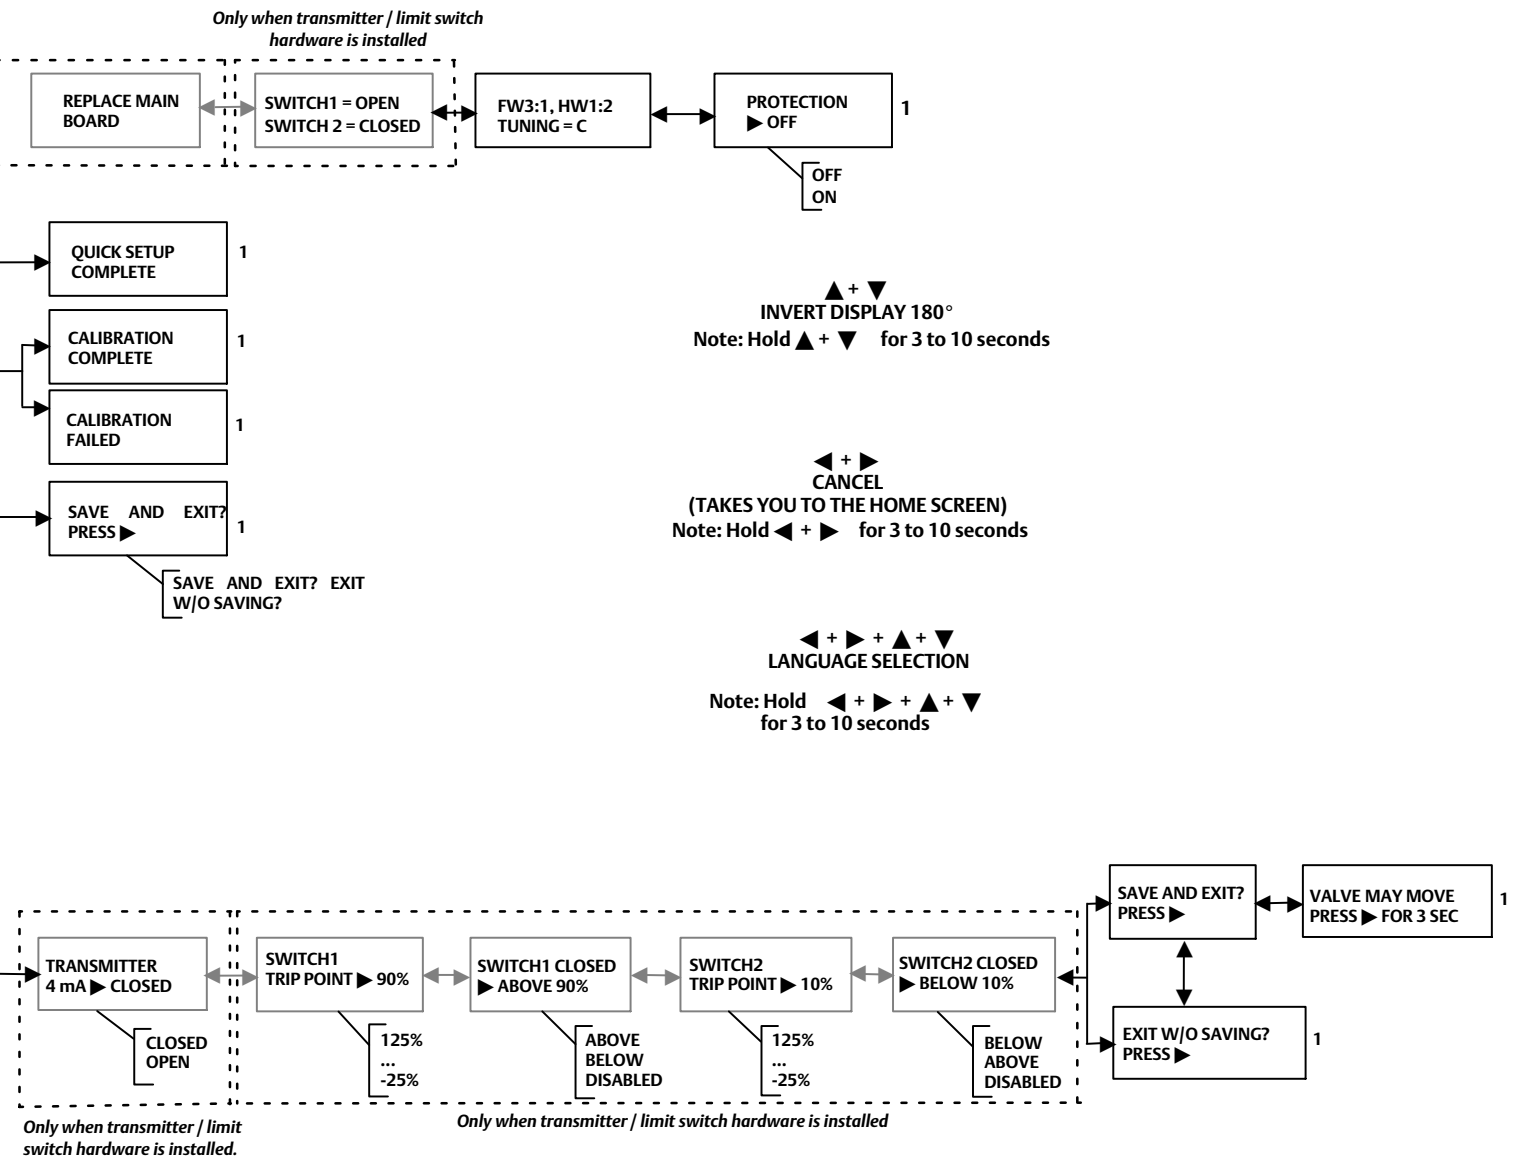 Only when transmitter / limit switch
hardware is installed
REPLACE MAIN
BOARD
SWITCH1 = OPEN
SWITCH 2 = CLOSED
FW3:1, HW1:2
TUNING = C
PROTECTION
▶ OFF
1
OFF
ON
QUICK SETUP
COMPLETE
1
CALIBRATION
COMPLETE
1
CALIBRATION
FAILED
1
SAVE AND EXIT?
PRESS ▶
1
SAVE AND EXIT? EXIT
W/O SAVING?
▲ + ▼
INVERT DISPLAY 180°
Note: Hold ▲ + ▼ for 3 to 10 seconds
◀ + ▶
CANCEL
(TAKES YOU TO THE HOME SCREEN)
Note: Hold ◀ + ▶ for 3 to 10 seconds
◀ + ▶ + ▲ + ▼
LANGUAGE SELECTION
Note: Hold ◀ + ▶ + ▲ + ▼
for 3 to 10 seconds
TRANSMITTER
4 mA ▶ CLOSED
CLOSED
OPEN
Only when transmitter / limit
switch hardware is installed.
SWITCH1
TRIP POINT ▶ 90%
125%
...
-25%
SWITCH1 CLOSED
▶ ABOVE 90%
ABOVE
BELOW
DISABLED
SWITCH2
TRIP POINT ▶ 10%
125%
...
-25%
SWITCH2 CLOSED
▶ BELOW 10%
BELOW
ABOVE
DISABLED
Only when transmitter / limit switch hardware is installed
SAVE AND EXIT?
PRESS ▶
VALVE MAY MOVE
PRESS ▶ FOR 3 SEC
1
EXIT W/O SAVING?
PRESS ▶
1